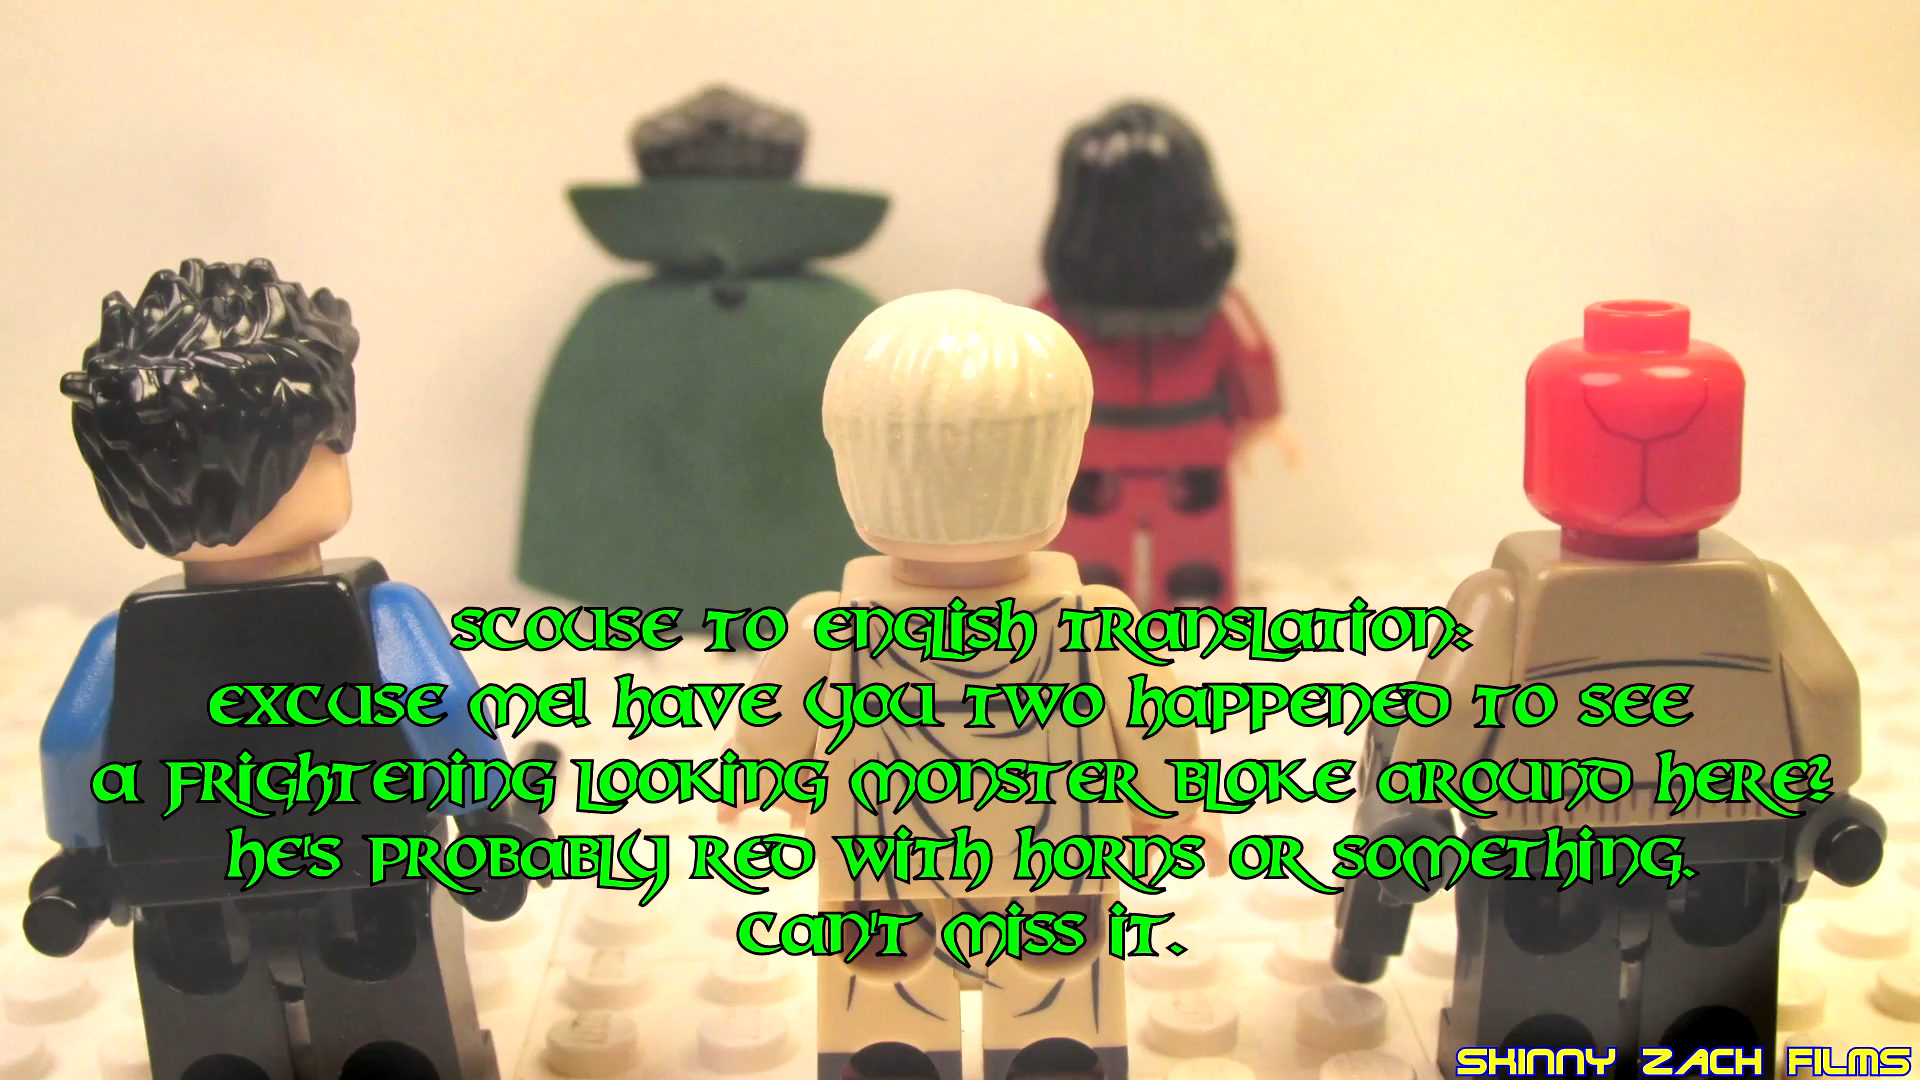 SCOUSE TO ENGLISH TRANSLATION:
EXCUSE ME! HAVE YOU TWO HAPPENED TO SEE
A FRIGHTENING LOOKING MONSTER BLOKE AROUND HERE?
HE'S PROBABLY RED WITH HORNS OR SOMETHING.
CAN'T MISS IT.
SKINNY ZACH FILMS